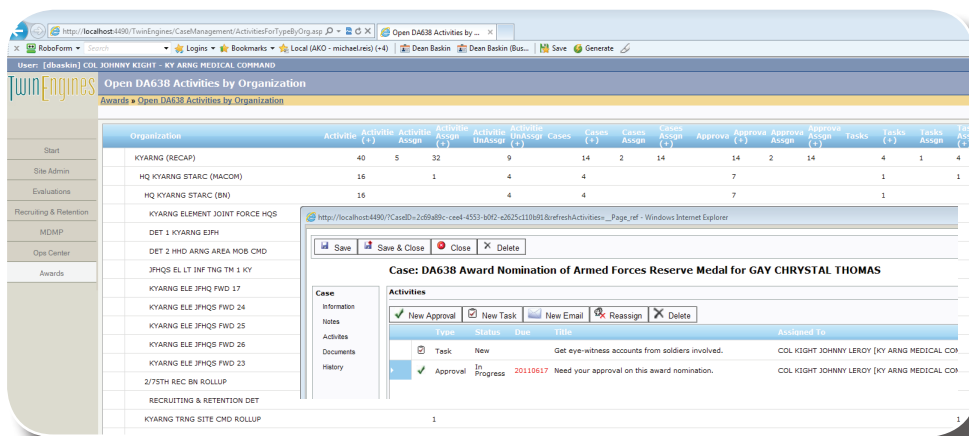 http://localhost:4490/TwinEngines/CaseManagement/ActivitiesForTypeByOrg.asp
Open DA638 Activities by ...
RoboForm Search Logins Bookmarks Local (AKO - michael.reis) (+4) Dean Baskin Dean Baskin (Bus... Save Generate
User: [dbaskin] COL JOHNNY KIGHT - KY ARNG MEDICAL COMMAND
TwinEngines Open DA638 Activities by Organization
Awards » Open DA638 Activities by Organization
Start
Site Admin
Evaluations
Recruiting & Retention
MDMP
Ops Center
Awards
Organization Activitie Activitie (+) Activitie Assgn Activitie Assgn (+) Activitie UnAssgn Activitie UnAssgr (+) Cases Cases (+) Cases Assgn Cases Assgn (+) Approva Approva (+) Approva Assgn Approva Assgn (+) Tasks Tasks (+) Tasks Assgn
KYARNG (RECAP) 40 5 32 9 14 2 14 14 2 14 4 1 4
HQ KYARNG STARC (MACOM) 16 1 4 4 7 1 1
HQ KYARNG STARC (BN) 16 4 4 7 1
KYARNG ELEMENT JOINT FORCE HQS
DET 1 KYARNG EJFH
DET 2 HHD ARNG AREA MOB CMD
JFHQS EL LT INF TNG TM 1 KY
KYARNG ELE JFHQ FWD 17
KYARNG ELE JFHQS FWD 24
KYARNG ELE JFHQS FWD 25
KYARNG ELE JFHQS FWD 26
KYARNG ELE JFHQS FWD 23
2/75TH REC BN ROLLUP
RECRUITING & RETENTION DET
KYARNG TRNG SITE CMD ROLLUP 1 1
http://localhost:4490/?CaseID=2c69a89c-cee4-4553-b0f2-e2625c110b91&refreshActivities=__Page_ref - Windows Internet Explorer
Save Save & Close Close Delete
Case: DA638 Award Nomination of Armed Forces Reserve Medal for GAY CHRYSTAL THOMAS
Case
Information
Notes
Activites
Documents
History
Activities
New Approval New Task New Email Reassign Delete
Type Status Due Title Assigned To
Task New Get eye-witness accounts from soldiers involved. COL KIGHT JOHNNY LEROY [KY ARNG MEDICAL COM
Approval In Progress 20110617 Need your approval on this award nomination. COL KIGHT JOHNNY LEROY [KY ARNG MEDICAL COM